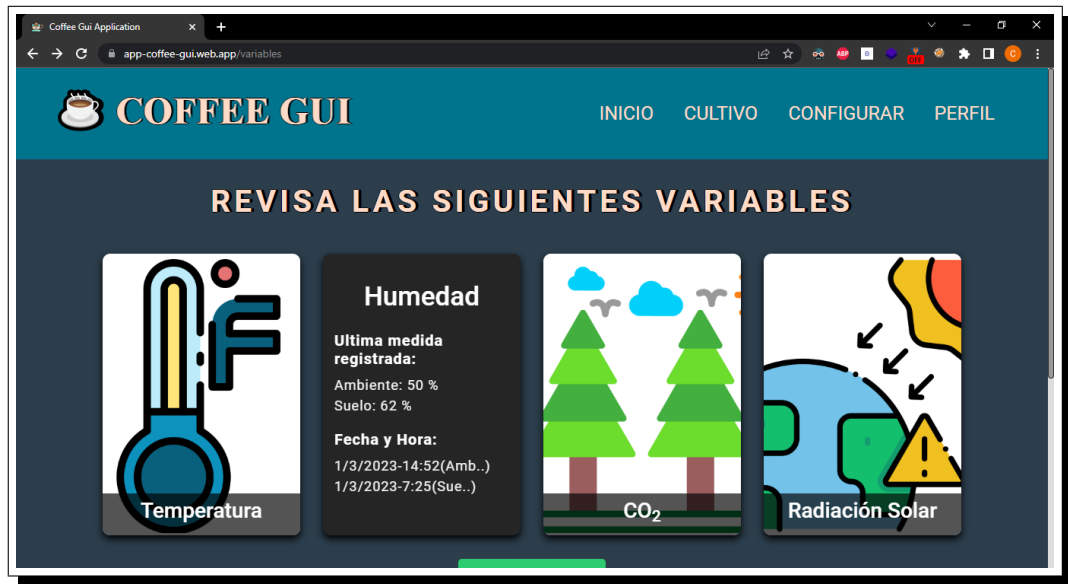 Coffee Gui Application
app-coffee-gui.web.app/variables
ABP
OFF
C
COFFEE GUI
INICIO CULTIVO CONFIGURAR PERFIL
REVISA LAS SIGUIENTES VARIABLES
F
Temperatura
Humedad
Ultima medida
registrada:
Ambiente: 50 %
Suelo: 62 %
Fecha y Hora:
1/3/2023-14:52(Amb..)
1/3/2023-7:25(Sue..)
CO₂
Radiación Solar